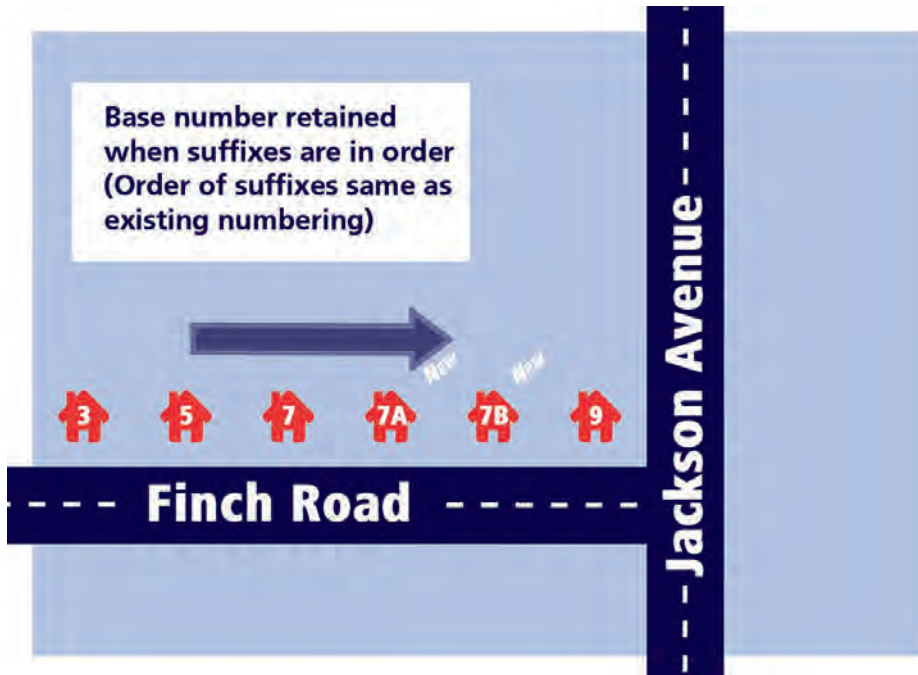 Base number retained
when suffixes are in order
(Order of suffixes same as
existing numbering)
New New
3 5 7 7A 7B 9
Finch Road
Jackson Avenue